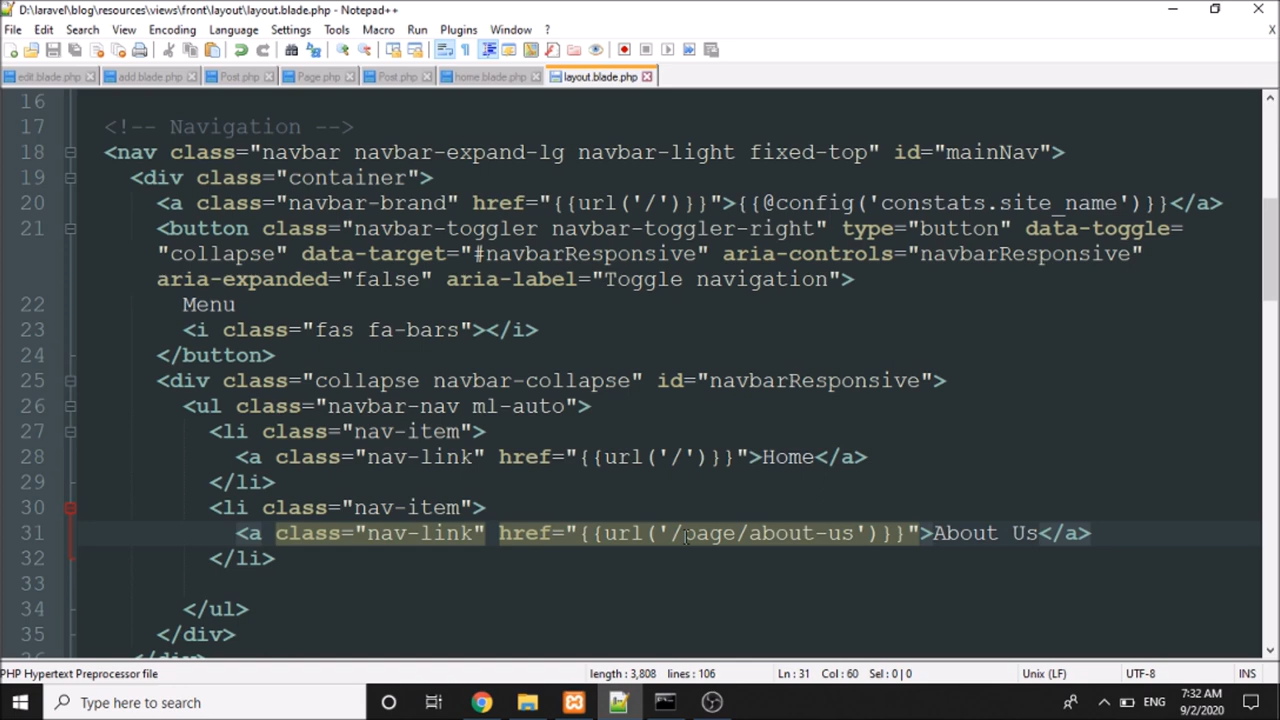 D:\laravel\blog\resources\views\front\layout\layout.blade.php - Notepad++
File Edit Search View Encoding Language Settings Tools Macro Run Plugins Window ? X
edit.blade.php add.blade.php Post.php Page.php Post.php home.blade.php layout.blade.php
16
17 <!-- Navigation -->
18 <nav class="navbar navbar-expand-lg navbar-light fixed-top" id="mainNav">
19 <div class="container">
20 <a class="navbar-brand" href="{{url('/')}}">{{@config('constats.site_name')}}</a>
21 <button class="navbar-toggler navbar-toggler-right" type="button" data-toggle=
"collapse" data-target="#navbarResponsive" aria-controls="navbarResponsive"
aria-expanded="false" aria-label="Toggle navigation">
22 Menu
23 <i class="fas fa-bars"></i>
24 </button>
25 <div class="collapse navbar-collapse" id="navbarResponsive">
26 <ul class="navbar-nav ml-auto">
27 <li class="nav-item">
28 <a class="nav-link" href="{{url('/')}}">Home</a>
29 </li>
30 <li class="nav-item">
31 <a class="nav-link" href="{{url('/page/about-us')}}">About Us</a>
32 </li>
33
34 </ul>
35 </div>
PHP Hypertext Preprocessor file length : 3,808 lines : 106 Ln : 31 Col : 60 Sel : 0 | 0 Unix (LF) UTF-8 INS
Type here to search ENG 7:32 AM
9/2/2020